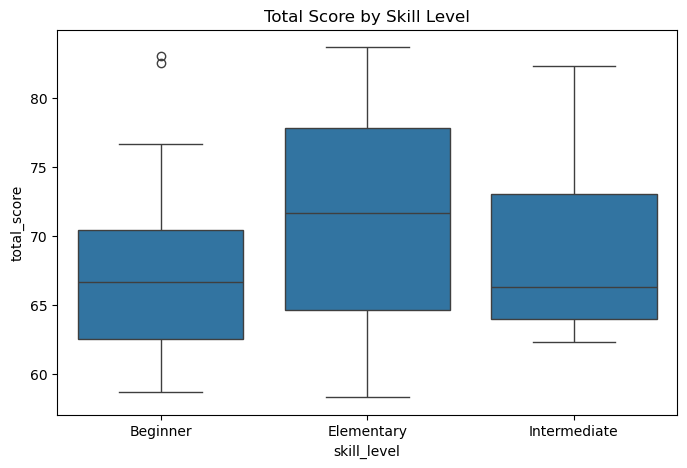 Total Score by Skill Level
80
75
70
65
60
total_score
Beginner
Elementary
Intermediate
skill_level